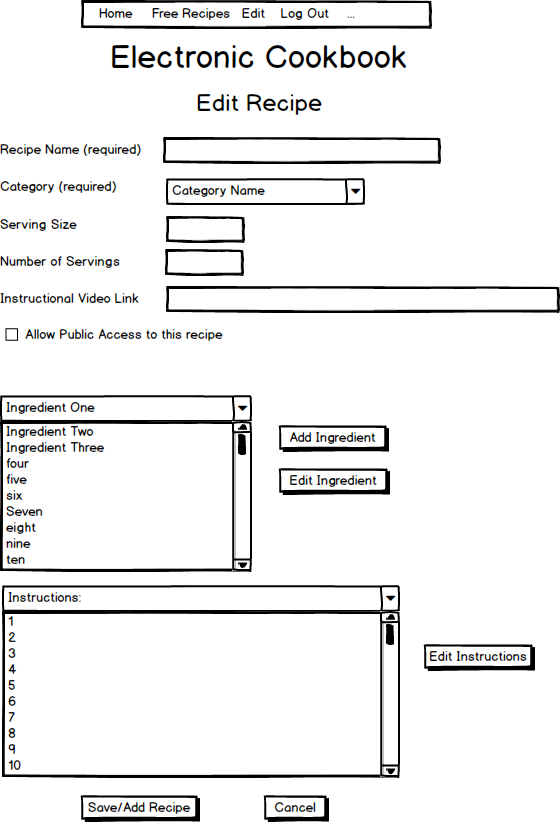 Home Free Recipes Edit Log Out ...
Electronic Cookbook
Edit Recipe
Recipe Name (required)
Category (required) Category Name
Serving Size
Number of Servings
Instructional Video Link
Allow Public Access to this recipe
Ingredient One
Ingredient Two
Ingredient Three
four
five
six
Seven
eight
nine
ten
Add Ingredient
Edit Ingredient
Instructions:
1
2
3
4
5
6
7
8
9
10
Edit Instructions
Save/Add Recipe Cancel